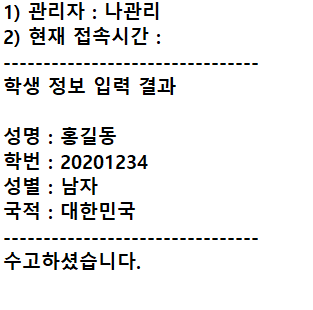 1) 관리자 : 나관리
2) 현재 접속시간 :
--------------------------------
학생 정보 입력 결과
성명 : 홍길동
학번 : 20201234
성별 : 남자
국적 : 대한민국
--------------------------------
수고하셨습니다.